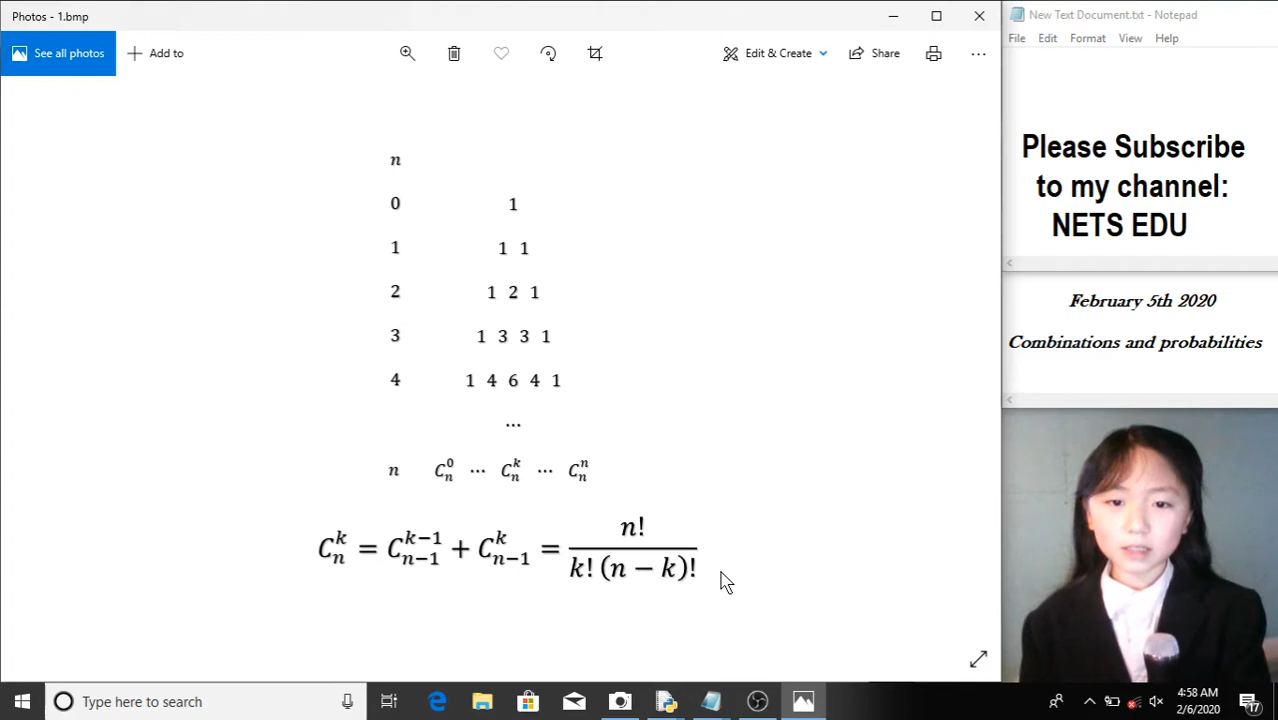 Photos - 1.bmp
See all photos
Add to
Edit & Create
Share
n
0 1
1 1 1
2 1 2 1
3 1 3 3 1
4 1 4 6 4 1
...
n C_n^0 ... C_n^k ... C_n^n
C_n^k = C_{n-1}^{k-1} + C_{n-1}^k = n! / k! (n − k)!
New Text Document.txt - Notepad
File Edit Format View Help
Please Subscribe
to my channel:
NETS EDU
February 5th 2020
Combinations and probabilities
Type here to search
4:58 AM
2/6/2020
17